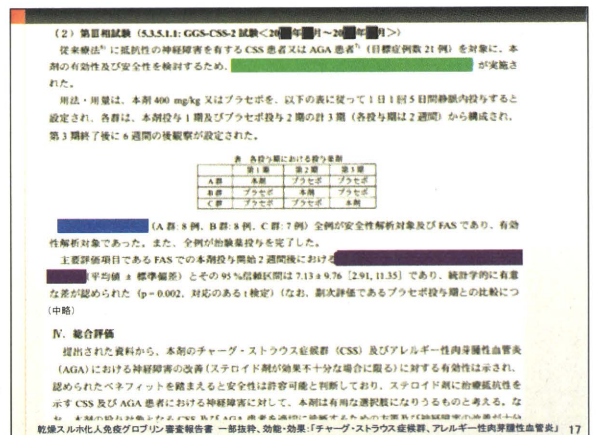 (2) 第Ⅲ相試験 (5.3.5.1.1: GGS-CSS-2 試験<20 年 月~20 年 月>)
従来療法 に抵抗性の神経障害を有する CSS 患者又は AGA 患者 (目標症例数 21 例) を対象に、本
剤の有効性及び安全性を検討するため、 が実施さ
れた。
用法・用量は、本剤 400 mg/kg 又はプラセボを、以下の表に従って 1 日 1 回 5 日間静脈内投与すると
設定され、各群は、本剤投与 1 期及びプラセボ投与 2 期の計 3 期 (各投与期は 2 週間) から構成され、
第 3 期終了後に 6 週間の後観察が設定された。
表 各投与期における投与薬剤
第1期 第2期 第3期
A 群 本剤 プラセボ プラセボ
B 群 プラセボ 本剤 プラセボ
C 群 プラセボ プラセボ 本剤
(A 群: 8 例、B 群: 8 例、C 群: 7 例) 全例が安全性解析対象及び FAS であり、有効
性解析対象であった。また、全例が治験薬投与を完了した。
主要評価項目である FAS での本剤投与開始 2 週間後における
(平均値 ± 標準偏差) とその 95 %信頼区間は 7.13 ± 9.76 [2.91, 11.35] であり、統計学的に有意
な差が認められた (p = 0.002、対応のある t 検定) (なお、副次評価であるプラセボ投与期との比較につ
(中略)
Ⅳ. 総合評価
提出された資料から、本剤のチャーグ・ストラウス症候群 (CSS) 及びアレルギー性肉芽腫性血管炎
(AGA) における神経障害の改善 (ステロイド剤が効果不十分な場合に限る) に対する有効性は示され、
認められたベネフィットを踏まえると安全性は許容可能と判断しており、ステロイド剤に治療抵抗性を
示す CSS 及び AGA 患者における神経障害に対して、本剤は有用な選択肢になりうるものと考える。な
乾燥スルホ化人免疫グロブリン審査報告書 一部抜粋、効能・効果:「チャーグ・ストラウス症候群、アレルギー性肉芽腫性血管炎」 17